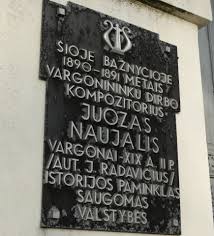 ŠIOJE BAŽNYČIOJE
1890-1891 METAIS/
VARGONININKU DIRBO
KOMPOZITORIUS-
JUOZAS
NAUJALIS
VARGONAI-XIX A. II P
/AUT. J. RADAVIČIUS/
ISTORIJOS PAMINKLAS
SAUGOMAS
VALSTYBĖS